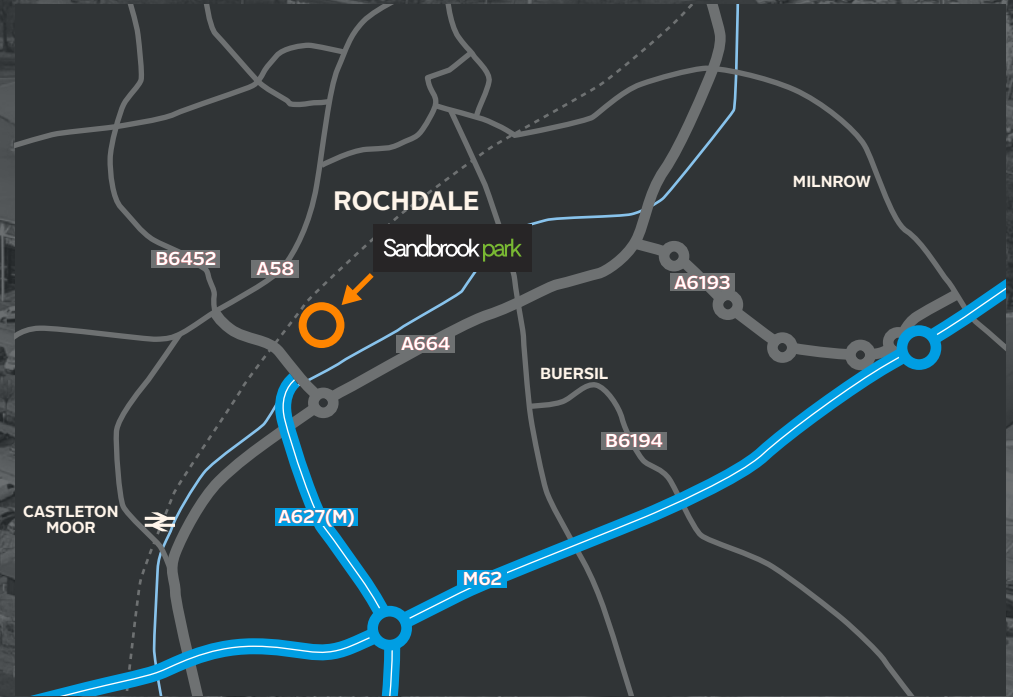 MILNROW
ROCHDALE
Sandbrook park
B6452
A58
A6193
A664
BUERSIL
B6194
CASTLETON
MOOR
A627(M)
M62